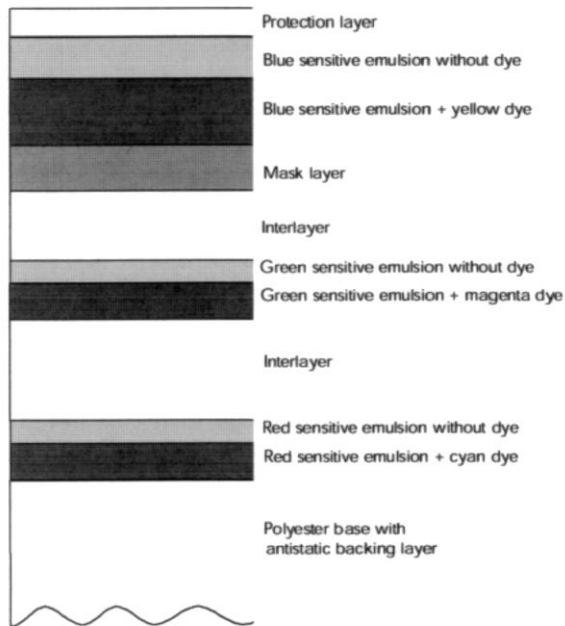 Protection layer
Blue sensitive emulsion without dye
Blue sensitive emulsion + yellow dye
Mask layer
Interlayer
Green sensitive emulsion without dye
Green sensitive emulsion + magenta dye
Interlayer
Red sensitive emulsion without dye
Red sensitive emulsion + cyan dye
Polyester base with
antistatic backing layer